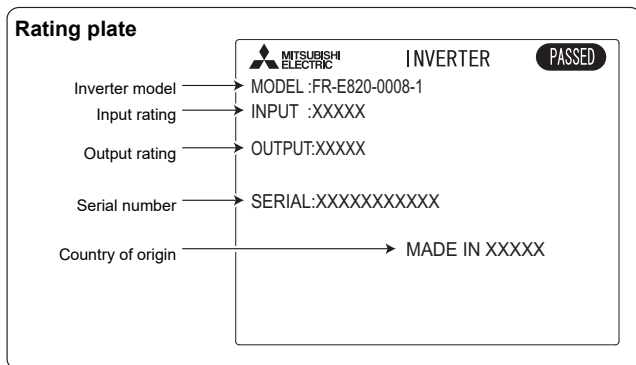 Rating plate
MITSUBISHI
ELECTRIC
INVERTER
PASSED
Inverter model
MODEL :FR-E820-0008-1
Input rating
INPUT :XXXXX
Output rating
OUTPUT:XXXXX
Serial number
SERIAL:XXXXXXXXXXX
Country of origin
MADE IN XXXXX